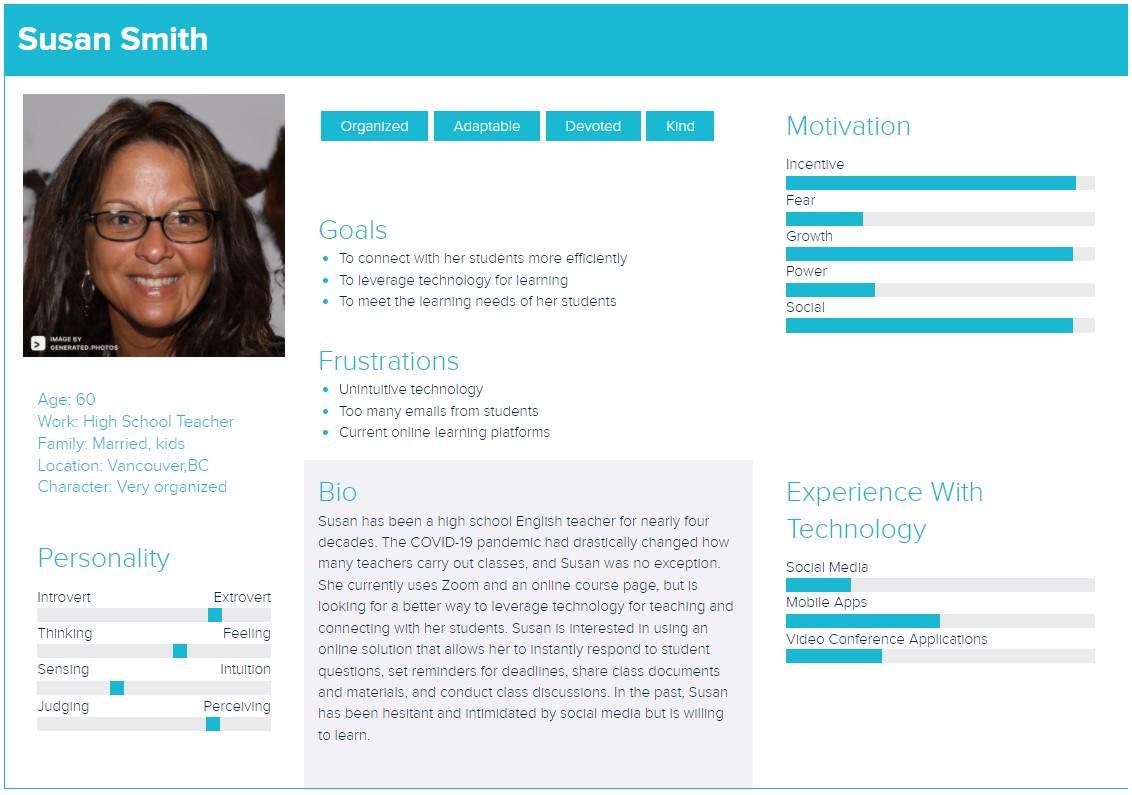 Susan Smith
IMAGE BY
GENERATED.PHOTOS
Age: 60
Work: High School Teacher
Family: Married, kids
Location: Vancouver,BC
Character: Very organized
Personality
Introvert Extrovert
Thinking Feeling
Sensing Intuition
Judging Perceiving
Organized Adaptable Devoted Kind
Goals
To connect with her students more efficiently
To leverage technology for learning
To meet the learning needs of her students
Frustrations
Unintuitive technology
Too many emails from students
Current online learning platforms
Bio
Susan has been a high school English teacher for nearly four
decades. The COVID-19 pandemic had drastically changed how
many teachers carry out classes, and Susan was no exception.
She currently uses Zoom and an online course page, but is
looking for a better way to leverage technology for teaching and
connecting with her students. Susan is interested in using an
online solution that allows her to instantly respond to student
questions, set reminders for deadlines, share class documents
and materials, and conduct class discussions. In the past, Susan
has been hesitant and intimidated by social media but is willing
to learn.
Motivation
Incentive
Fear
Growth
Power
Social
Experience With
Technology
Social Media
Mobile Apps
Video Conference Applications